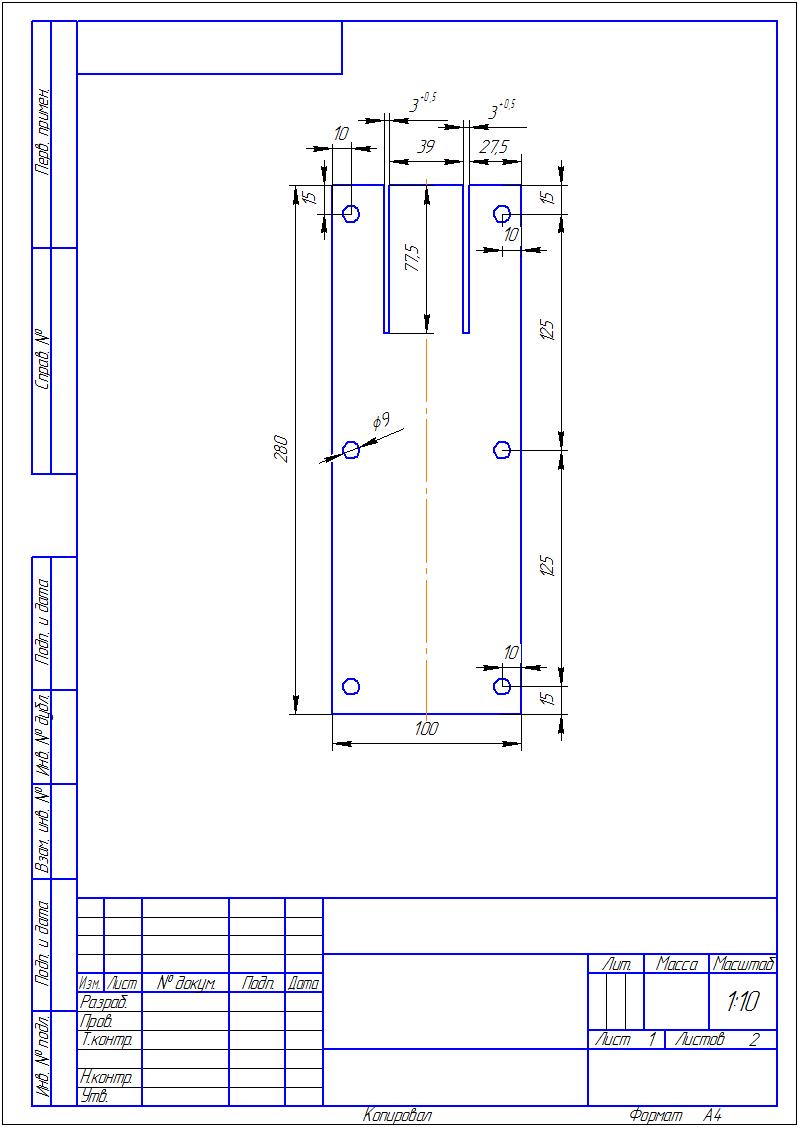 Перв. примен.
Справ. №
Подп. и дата
Инв. № дубл.
Взам. инв. №
Подп. и дата
Инв. № подл.
3+0,5
3+0,5
10
39
27,5
15
15
10
77,5
125
280
ϕ9
125
10
15
100
Лит. Масса Масштаб
Изм. Лист № докум. Подп. Дата
Разраб.
1:10
Пров.
Т.контр.
Лист 1 Листов 2
Н.контр.
Утв.
Копировал Формат А4